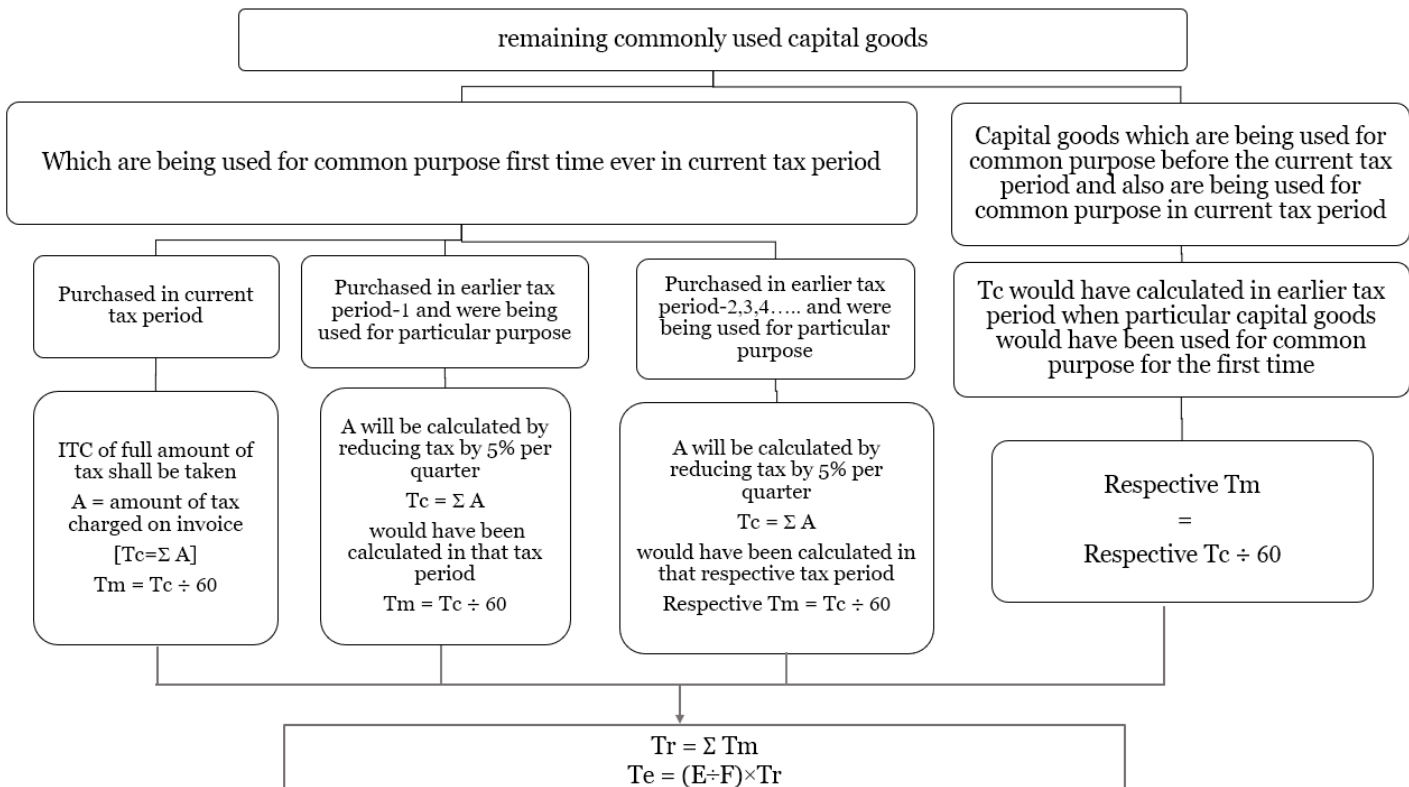 remaining commonly used capital goods
Which are being used for common purpose first time ever in current tax period
Capital goods which are being used for
common purpose before the current tax
period and also are being used for
common purpose in current tax period
Purchased in current
tax period
Purchased in earlier tax
period-1 and were being
used for particular purpose
Purchased in earlier tax
period-2,3,4….. and were
being used for particular
purpose
Tc would have calculated in earlier tax
period when particular capital goods
would have been used for common
purpose for the first time
ITC of full amount of
tax shall be taken
A = amount of tax
charged on invoice
[Tc=Σ A]
Tm = Tc ÷ 60
A will be calculated by
reducing tax by 5% per
quarter
Tc = Σ A
would have been
calculated in that tax
period
Tm = Tc ÷ 60
A will be calculated by
reducing tax by 5% per
quarter
Tc = Σ A
would have been calculated in
that respective tax period
Respective Tm = Tc ÷ 60
Respective Tm
=
Respective Tc ÷ 60
Tr = Σ Tm
Te = (E÷F)×Tr